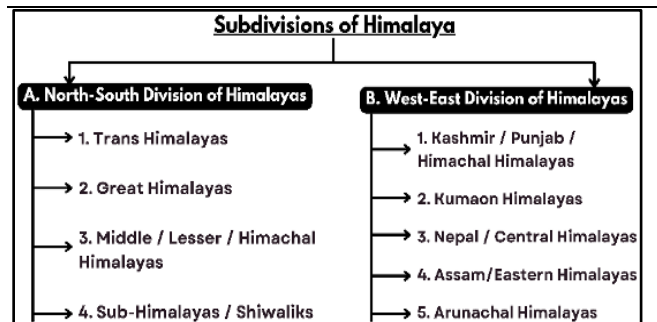 Subdivisions of Himalaya
A. North-South Division of Himalayas
1. Trans Himalayas
2. Great Himalayas
3. Middle / Lesser / Himachal
Himalayas
4. Sub-Himalayas / Shiwaliks
B. West-East Division of Himalayas
1. Kashmir / Punjab /
Himachal Himalayas
2. Kumaon Himalayas
3. Nepal / Central Himalayas
4. Assam/Eastern Himalayas
5. Arunachal Himalayas